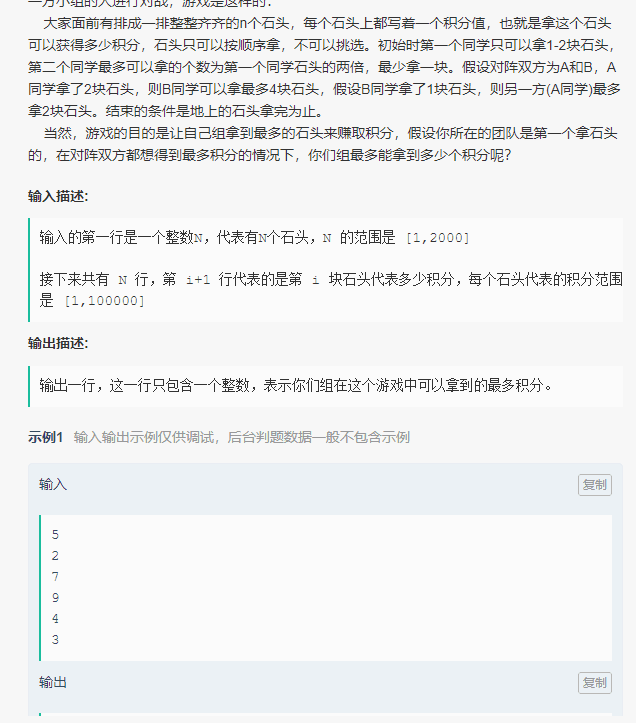 一方小组的人进行对战，游戏是这样的：
大家面前有排成一排整整齐齐的n个石头，每个石头上都写着一个积分值，也就是拿这个石头
可以获得多少积分，石头只可以按顺序拿，不可以挑选。初始时第一个同学只可以拿1-2块石头，
第二个同学最多可以拿的个数为第一个同学石头的两倍，最少拿一块。假设对阵双方为A和B，A
同学拿了2块石头，则B同学可以拿最多4块石头，假设B同学拿了1块石头，则另一方(A同学)最多
拿2块石头。结束的条件是地上的石头拿完为止。
当然，游戏的目的是让自己组拿到最多的石头来赚取积分，假设你所在的团队是第一个拿石头
的，在对阵双方都想得到最多积分的情况下，你们组最多能拿到多少个积分呢？
输入描述:
输入的第一行是一个整数N，代表有N个石头，N 的范围是 [1,2000]
接下来共有 N 行，第 i+1 行代表的是第 i 块石头代表多少积分，每个石头代表的积分范围
是 [1,100000]
输出描述:
输出一行，这一行只包含一个整数，表示你们组在这个游戏中可以拿到的最多积分。
示例1 输入输出示例仅供调试，后台判题数据一般不包含示例
输入 复制
5
2
7
9
4
3
输出 复制